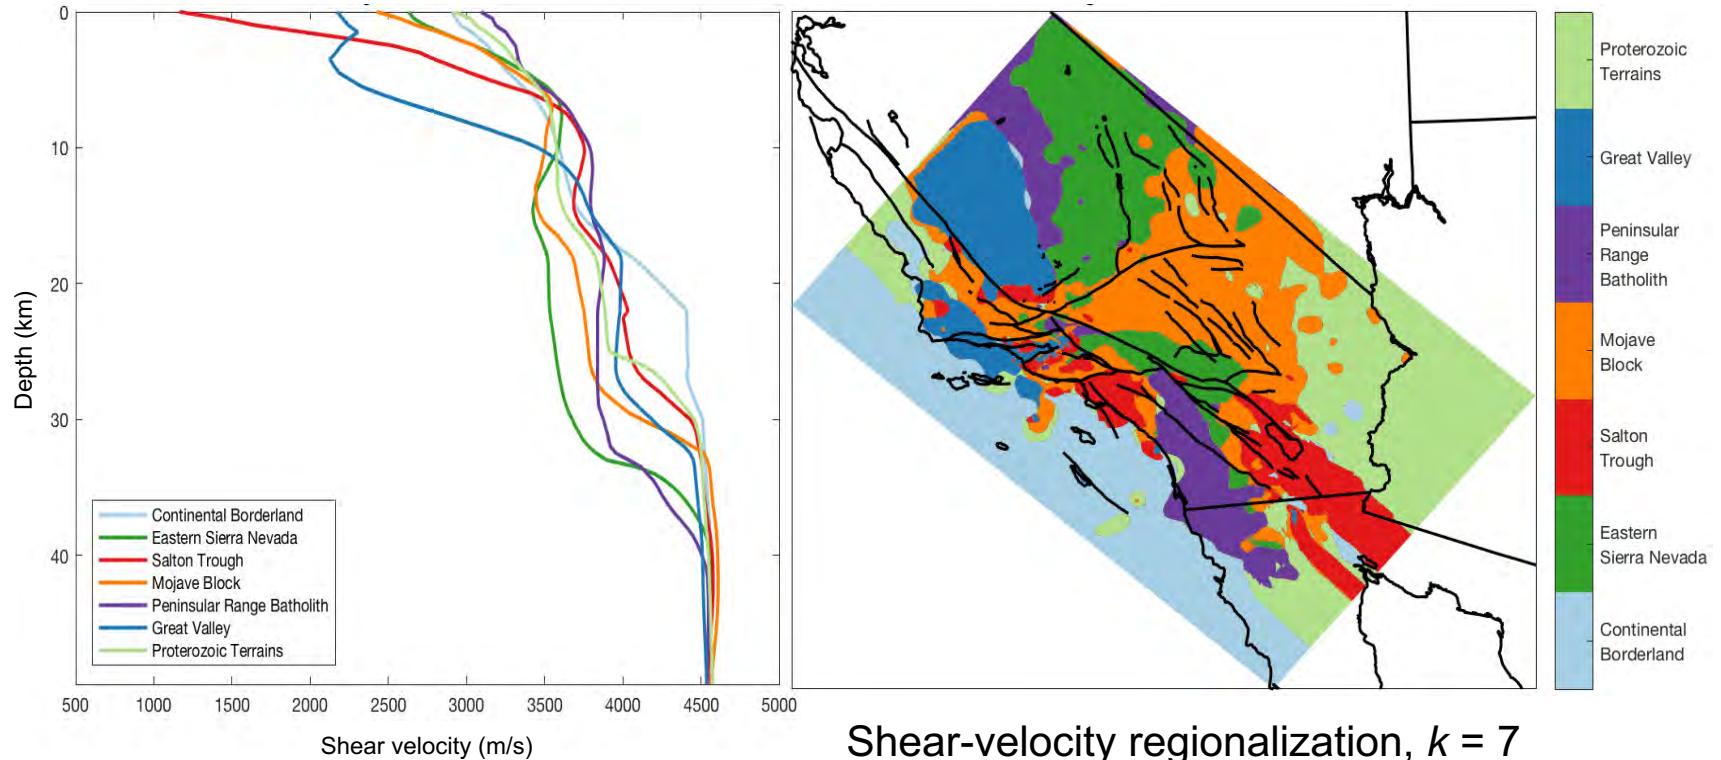 0
10
20
30
40
Depth (km)
Continental Borderland
Eastern Sierra Nevada
Salton Trough
Mojave Block
Peninsular Range Batholith
Great Valley
Proterozoic Terrains
500 1000 1500 2000 2500 3000 3500 4000 4500 5000
Shear velocity (m/s)
Proterozoic
Terrains
Great Valley
Peninsular
Range
Batholith
Mojave
Block
Salton
Trough
Eastern
Sierra Nevada
Continental
Borderland
Shear-velocity regionalization, k = 7